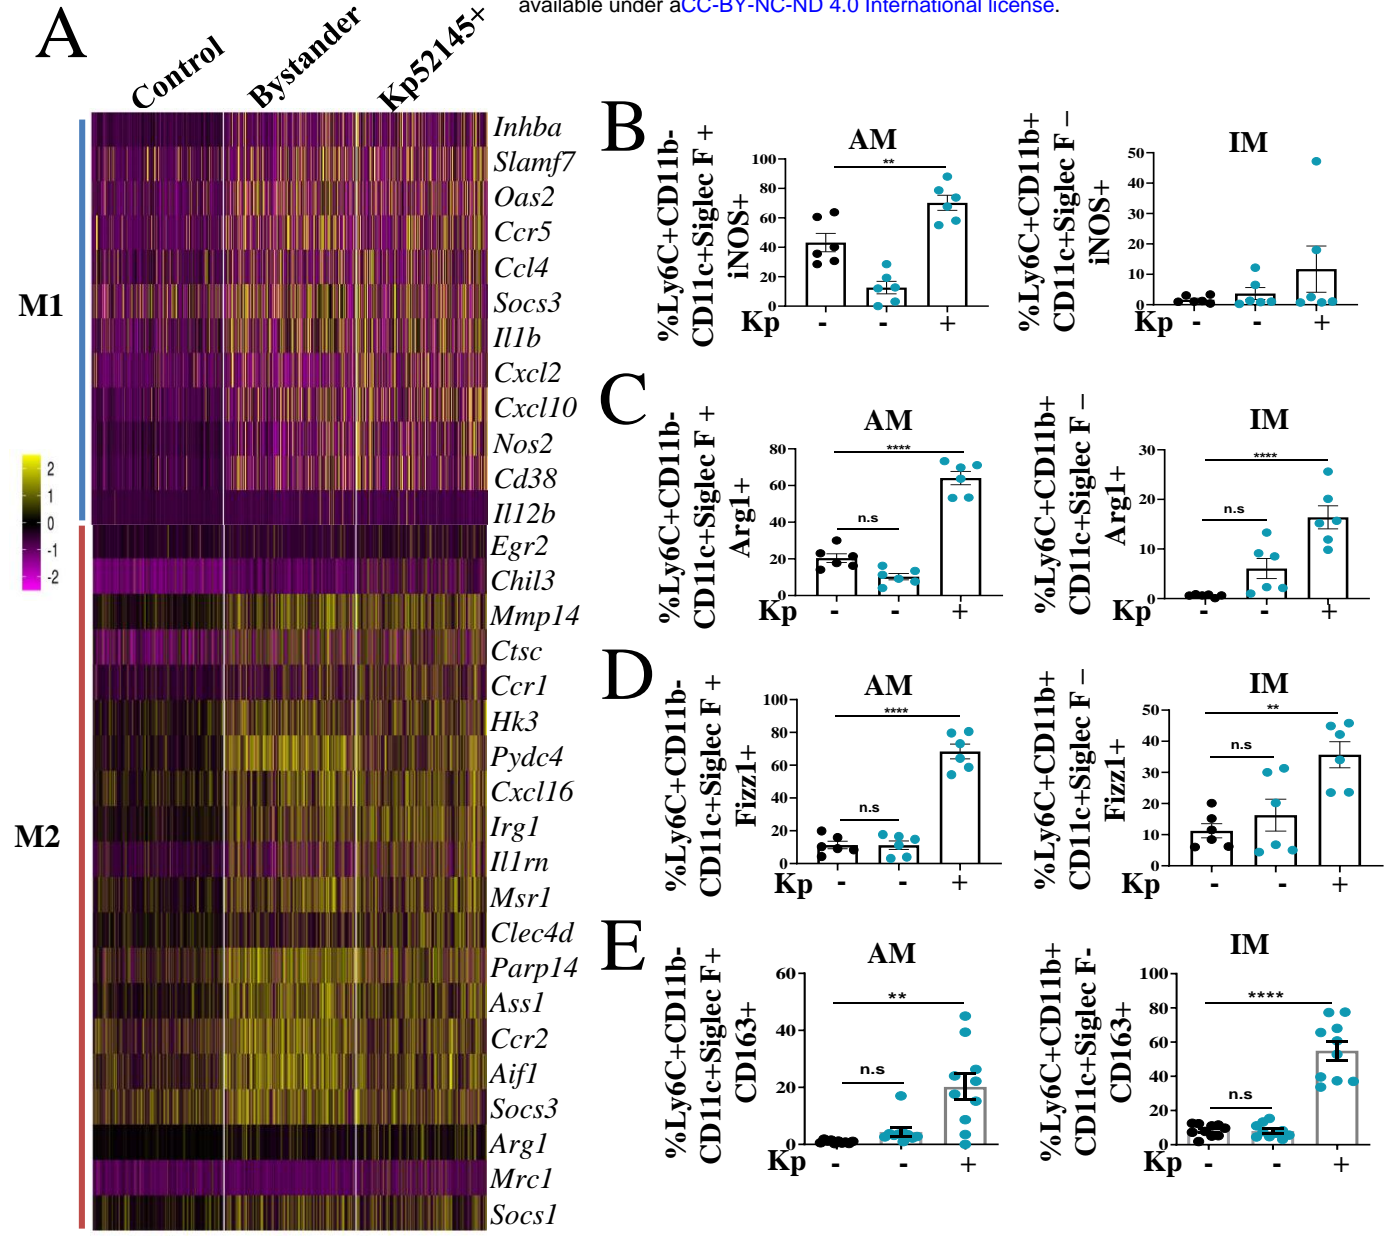 available under aCC-BY-NC-ND 4.0 International license.
A
Control
Bystander
Kp52145+
M1
M2
2
1
0
-1
-2
Inhba
Slamf7
Oas2
Ccr5
Ccl4
Socs3
Il1b
Cxcl2
Cxcl10
Nos2
Cd38
Il12b
Egr2
Chil3
Mmp14
Ctsc
Ccr1
Hk3
Pydc4
Cxcl16
Irg1
Il1rn
Msr1
Clec4d
Parp14
Ass1
Ccr2
Aif1
Socs3
Arg1
Mrc1
Socs1
B
%Ly6C+CD11b-
CD11c+Siglec F +
iNOS+
AM
**
100
80
60
40
20
0
Kp - - +
%Ly6C+CD11b+
CD11c+Siglec F –
iNOS+
IM
50
40
30
20
10
0
Kp - - +
C
%Ly6C+CD11b-
CD11c+Siglec F +
Arg1+
AM
****
n.s
80
60
40
20
0
Kp - - +
%Ly6C+CD11b+
CD11c+Siglec F –
Arg1+
IM
****
n.s
30
20
10
0
Kp - - +
D
%Ly6C+CD11b-
CD11c+Siglec F +
Fizz1+
AM
****
n.s
100
80
60
40
20
0
Kp - - +
%Ly6C+CD11b+
CD11c+Siglec F –
Fizz1+
IM
**
n.s
50
40
30
20
10
0
Kp - - +
E
%Ly6C+CD11b-
CD11c+Siglec F+
CD163+
AM
**
n.s
60
40
20
0
Kp - - +
%Ly6C+CD11b+
CD11c+Siglec F-
CD163+
IM
****
n.s
100
80
60
40
20
0
Kp - - +